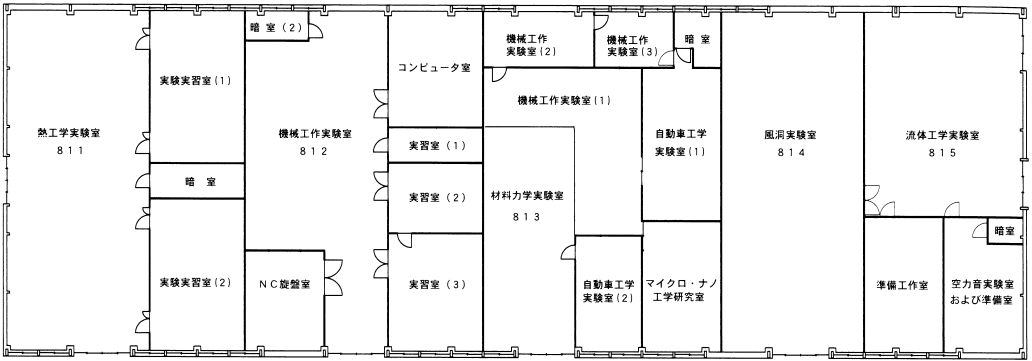 熱工学実験室
８１１
実験実習室(1)
暗　室
実験実習室(2)
暗 室 (2)
機械工作実験室
８１２
ＮＣ旋盤室
コンピュータ室
実習室 (1)
実習室 (2)
実習室 (3)
機械工作
実験室(2)
機械工作
実験室(3)
暗 室
機械工作実験室(1)
材料力学実験室
８１３
自動車工学
実験室(1)
自動車工学
実験室(2)
マイクロ・ナノ
工学研究室
風洞実験室
８１４
流体工学実験室
８１５
準備工作室
暗室
空力音実験室
および準備室